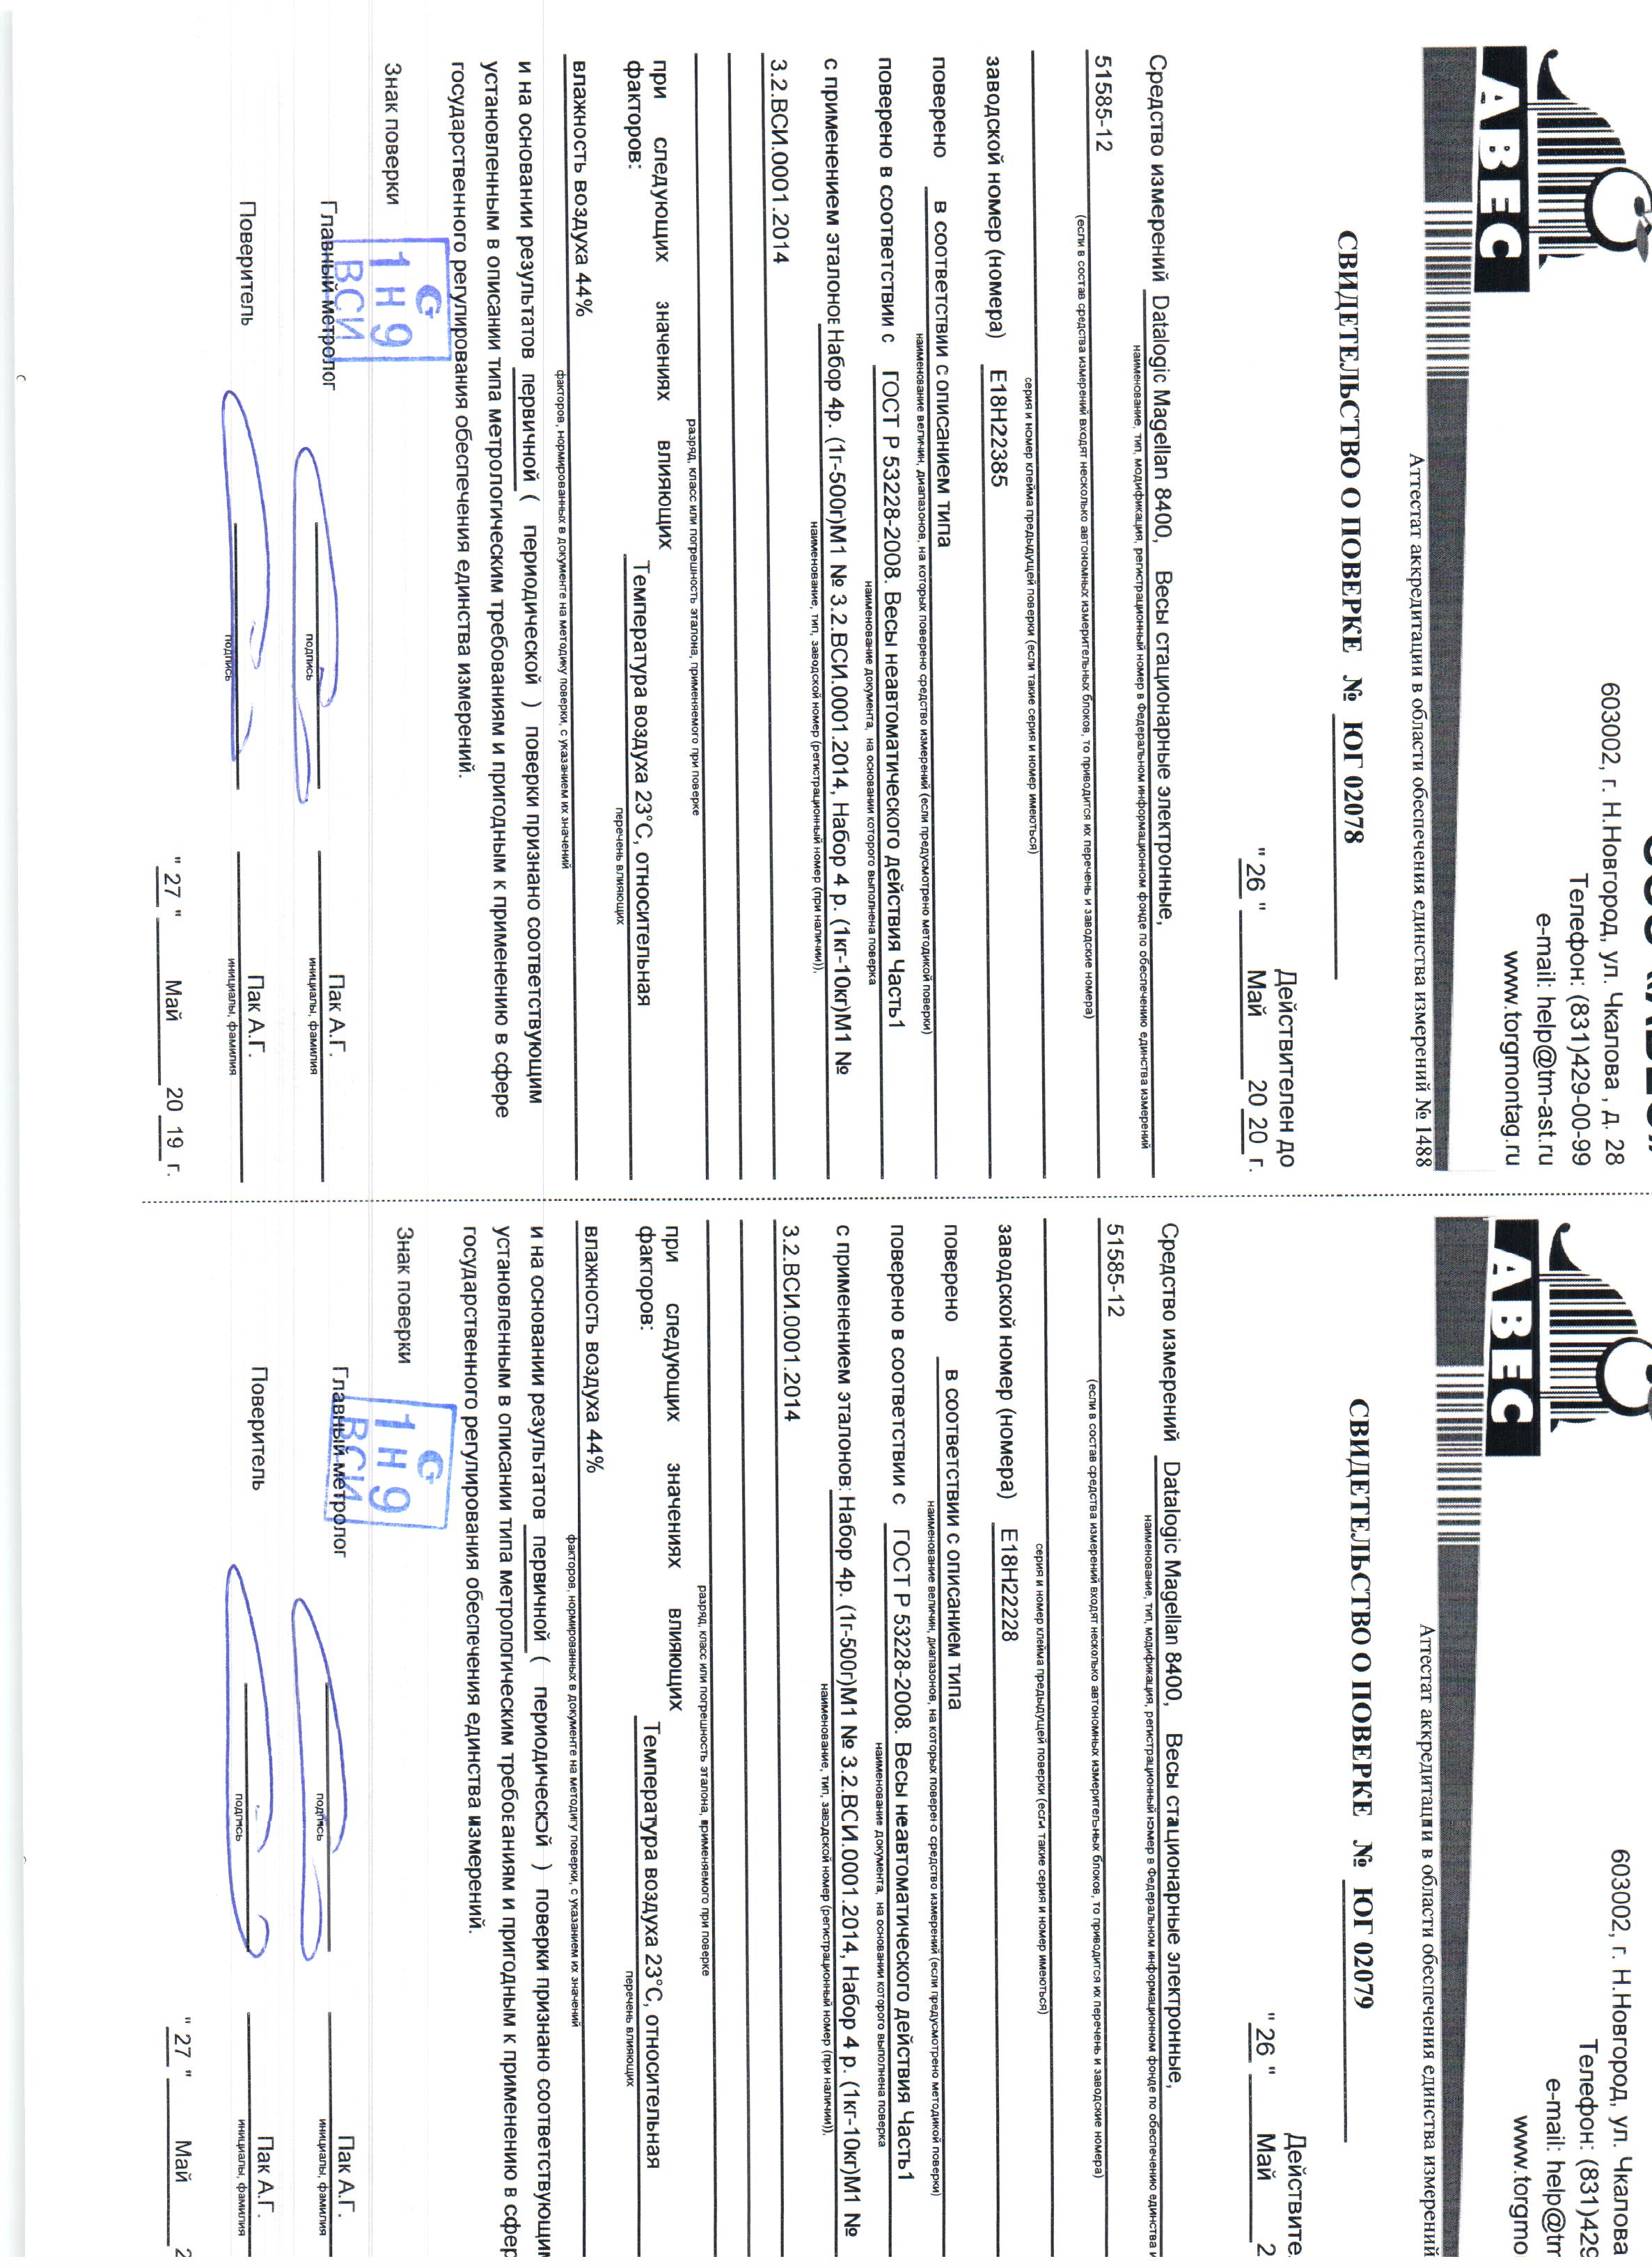 603002, г. Н.Новгород, ул. Чкалова , д. 28
Телефон: (831)429-00-99
e-mail: help@tm-ast.ru
www.torgmontag.ru
АВЕС
Аттестат аккредитации в области обеспечения единства измерений № 1488
СВИДЕТЕЛЬСТВО О ПОВЕРКЕ № ЮГ 02078
Действителен до
" 26 " Май 20 20 г.
Средство измерений Datalogic Magellan 8400, Весы стационарные электронные,
наименование, тип, модификация, регистрационный номер в Федеральном информационном фонде по обеспечению единства измерений
51585-12
(если в состав средства измерений входят несколько автономных измерительных блоков, то приводится их перечень и заводские номера)
серия и номер клейма предыдущей поверки (если такие серия и номер имеються)
заводской номер (номера) E18H22385
поверено в соответствии с описанием типа
наименование величин, диапазонов, на которых поверено средство измерений (если предусмотрено методикой поверки)
поверено в соответствии с ГОСТ Р 53228-2008. Весы неавтоматического действия Часть1
наименование документа, на основании которого выполнена поверка
с применением эталонов Набор 4р. (1г-500г)М1 № 3.2.ВСИ.0001.2014, Набор 4 р. (1кг-10кг)М1 №
наименование, тип, заводской номер (регистрационный номер (при наличии)),
3.2.ВСИ.0001.2014
разряд, класс или погрешность эталона, применяемого при поверке
при следующих значениях влияющих
факторов: Температура воздуха 23°С, относительная
перечень влияющих
влажность воздуха 44%
факторов, нормированных в документе на методику поверки, с указанием их значений
и на основании результатов первичной ( периодической ) поверки признано соответствующим
установленным в описании типа метрологическим требованиям и пригодным к применению в сфере
государственного регулирования обеспечения единства измерений.
Знак поверки
G
1 Н 9
ВСИ
Главный метролог Пак А.Г.
подпись инициалы, фамилия
Поверитель Пак А.Г.
подпись инициалы, фамилия
" 27 " Май 20 19 г.
603002, г. Н.Новгород, ул. Чкалова
Телефон: (831)429
e-mail: help@tm
www.torgmo
АВЕС
Аттестат аккредитации в области обеспечения единства измерений
СВИДЕТЕЛЬСТВО О ПОВЕРКЕ № ЮГ 02079
Действите
" 26 " Май 2
Средство измерений Datalogic Magellan 8400, Весы стационарные электронные,
наименование, тип, модификация, регистрационный номер в Федеральном информационном фонде по обеспечению единства и
51585-12
(если в состав средства измерений входят несколько автономных измерительных блоков, то приводится их перечень и заводские номера)
серия и номер клейма предыдущей поверки (если такие серия и номер имеються)
заводской номер (номера) E18H22228
поверено в соответствии с описанием типа
наименование величин, диапазонов, на которых поверено средство измерений (если предусмотрено методикой поверки)
поверено в соответствии с ГОСТ Р 53228-2008. Весы неавтоматического действия Часть1
наименование документа, на основании которого выполнена поверка
с применением эталонов: Набор 4р. (1г-500г)М1 № 3.2.ВСИ.0001.2014, Набор 4 р. (1кг-10кг)М1 №
наименование, тип, заводской номер (регистрационный номер (при наличии)),
3.2.ВСИ.0001.2014
разряд, класс или погрешность эталона, применяемого при поверке
при следующих значениях влияющих
факторов: Температура воздуха 23°С, относительная
перечень влияющих
влажность воздуха 44%
факторов, нормированных в документе на методику поверки, с указанием их значений
и на основании результатов первичной ( периодической ) поверки признано соответствующим
установленным в описании типа метрологическим требованиям и пригодным к применению в сфер
государственного регулирования обеспечения единства измерений.
Знак поверки
G
1 Н 9
ВСИ
Главный метролог Пак А.Г.
подпись инициалы, фамилия
Поверитель Пак А.Г.
подпись инициалы, фамилия
" 27 " Май 2